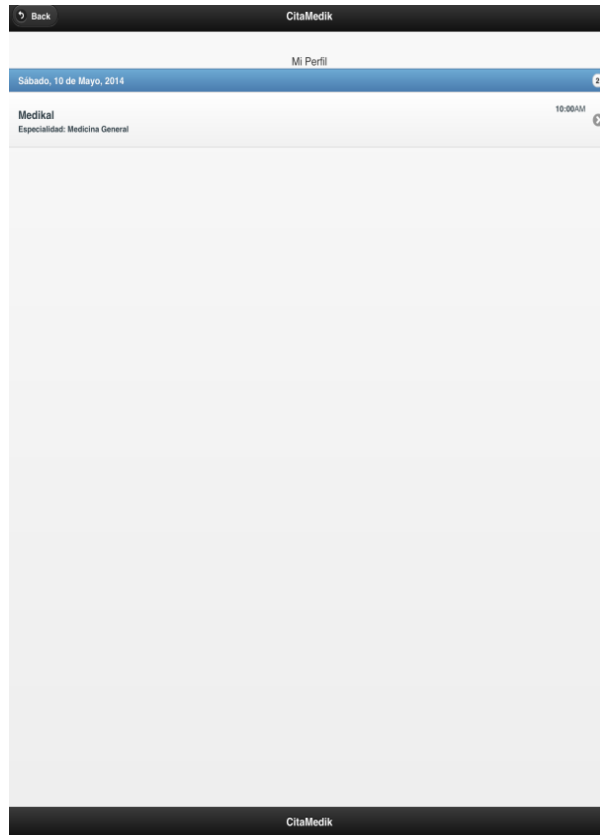 Back
CitaMedik
Mi Perfil
Sábado, 10 de Mayo, 2014
2
Medikal
10:00AM
Especialidad: Medicina General
CitaMedik